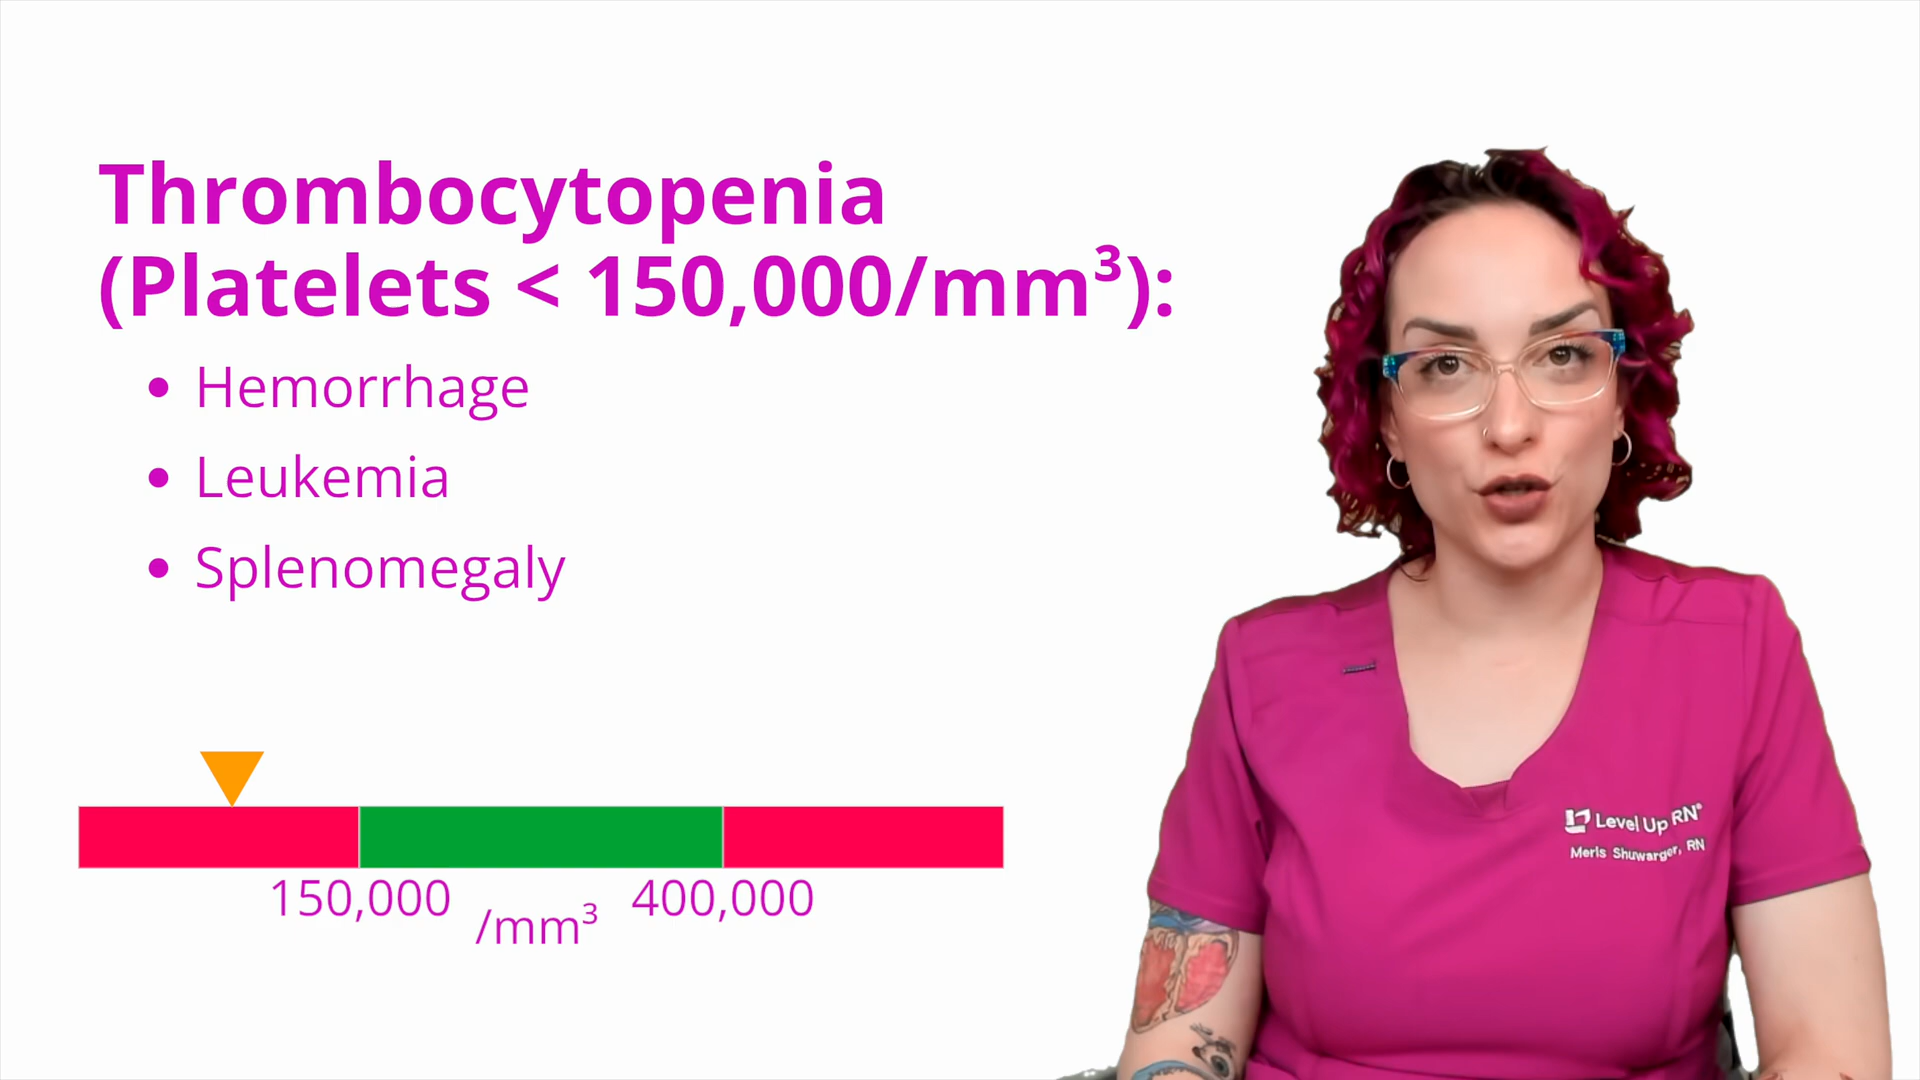 Thrombocytopenia
(Platelets < 150,000/mm³):
• Hemorrhage
• Leukemia
• Splenomegaly
150,000 /mm³ 400,000
Level Up RN®
Meris Shuwarger, RN